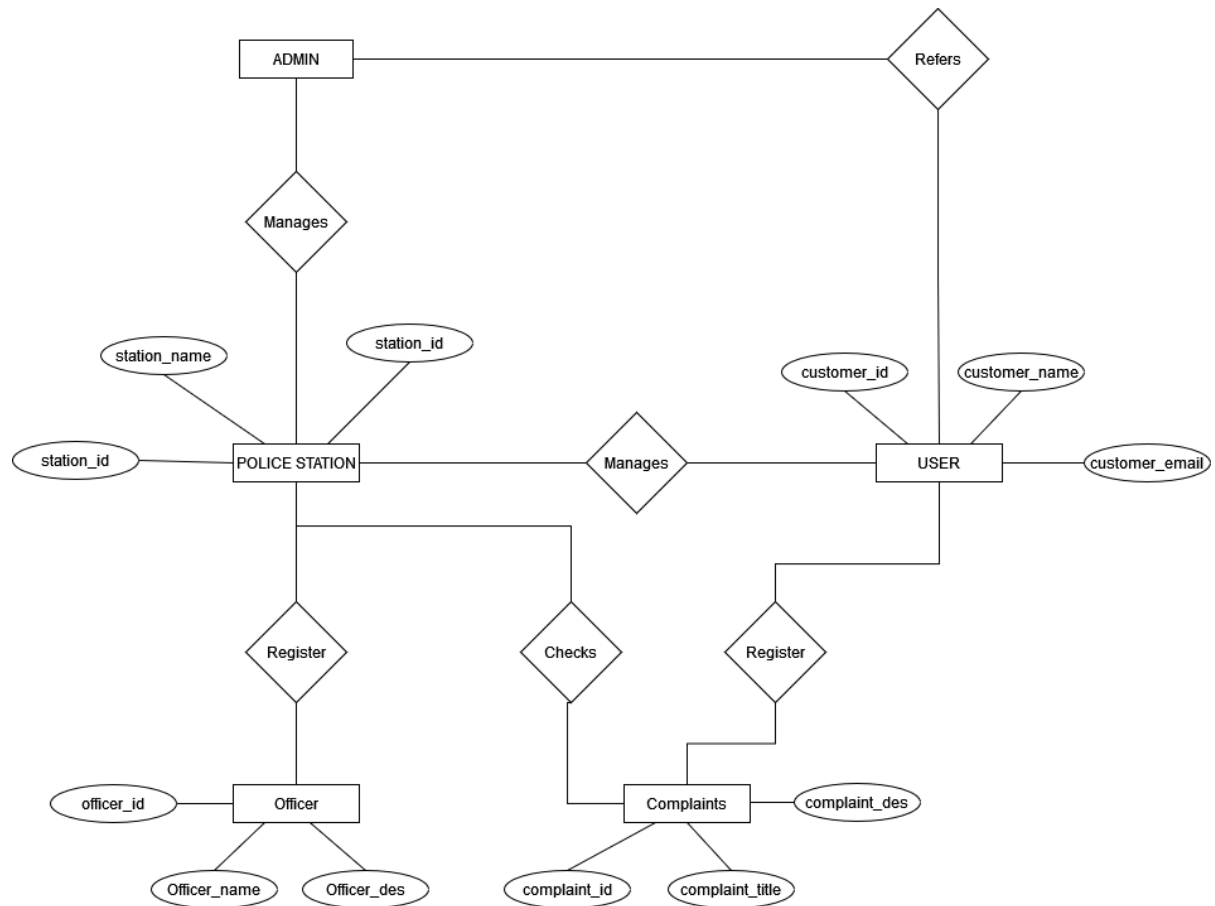 ADMIN
Refers
Manages
station_name
station_id
customer_id
customer_name
station_id
POLICE STATION
Manages
USER
customer_email
Register
Checks
Register
officer_id
Officer
Complaints
complaint_des
Officer_name
Officer_des
complaint_id
complaint_title